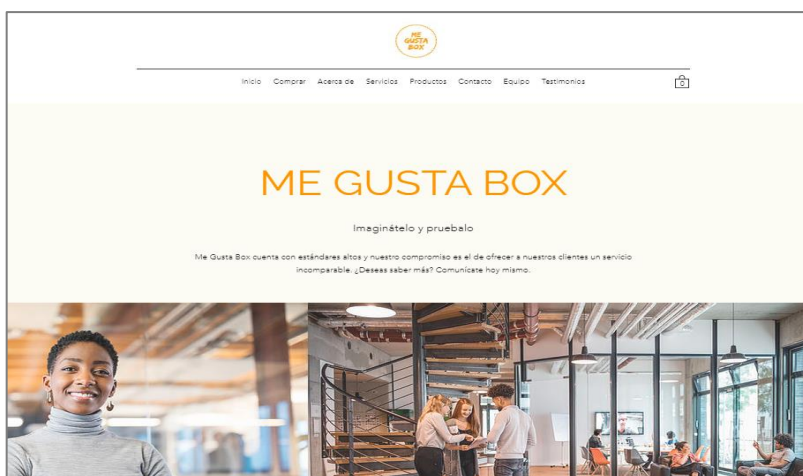 ME
GUSTA
BOX
Inicio Comprar Acerca de Servicios Productos Contacto Equipo Testimonios
0
ME GUSTA BOX
Imaginátelo y pruebalo
Me Gusta Box cuenta con estándares altos y nuestro compromiso es el de ofrecer a nuestros clientes un servicio
incomparable. ¿Deseas saber más? Comunícate hoy mismo.